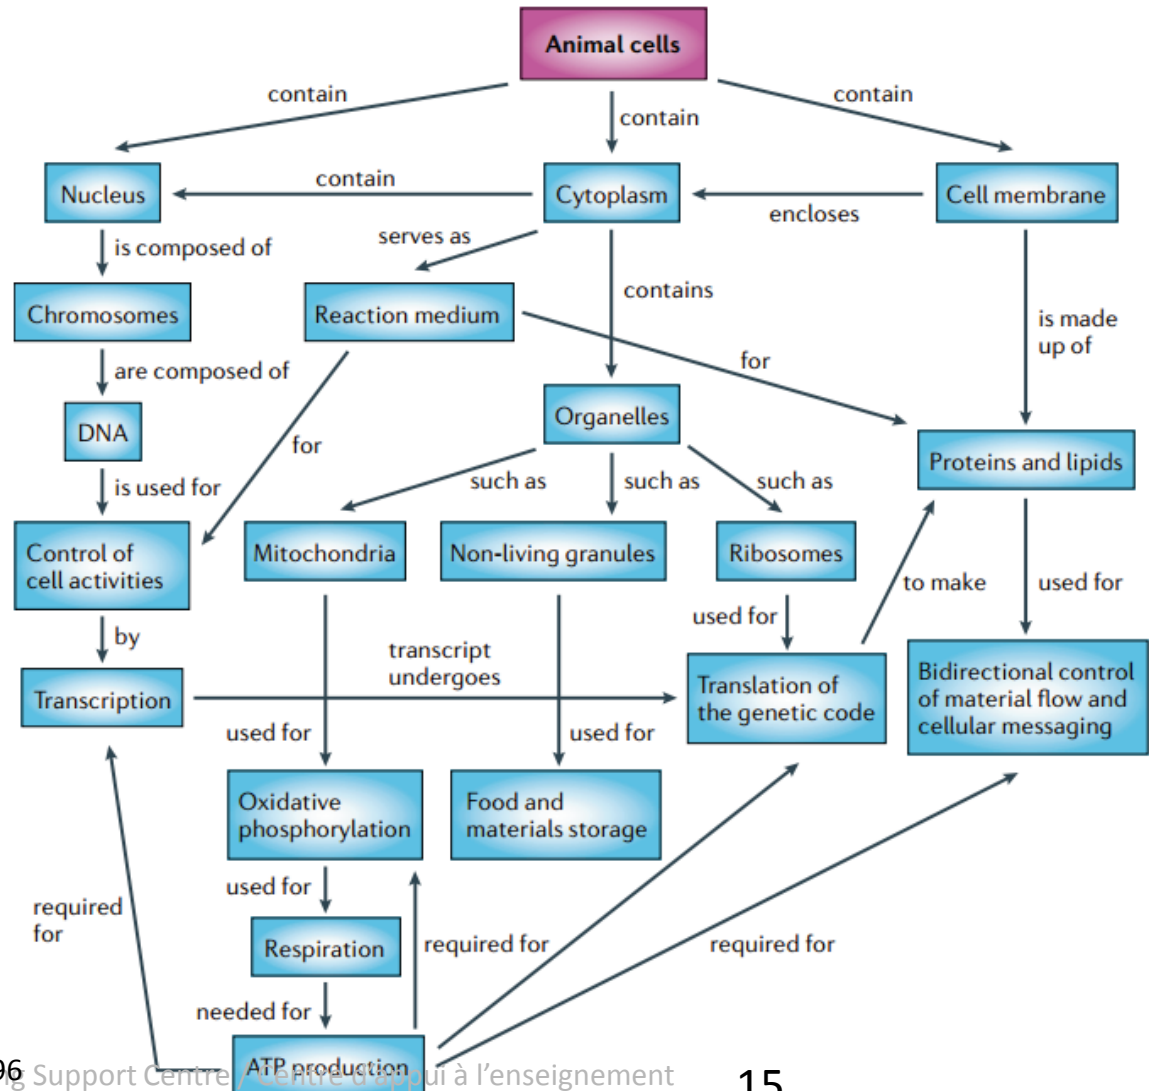 Animal cells
contain
contain
contain
Nucleus
contain
Cytoplasm
encloses
Cell membrane
is composed of
serves as
contains
is made
up of
Chromosomes
Reaction medium
for
are composed of
for
Organelles
DNA
Proteins and lipids
is used for
such as
such as
such as
Control of
cell activities
Mitochondria
Non-living granules
Ribosomes
to make
used for
by
used for
transcript
undergoes
Transcription
Translation of
the genetic code
Bidirectional control
of material flow and
cellular messaging
used for
used for
Oxidative
phosphorylation
Food and
materials storage
used for
required
for
Respiration
required for
required for
needed for
ATP production
96
Support Centre / Centre d'appui à l'enseignement
15